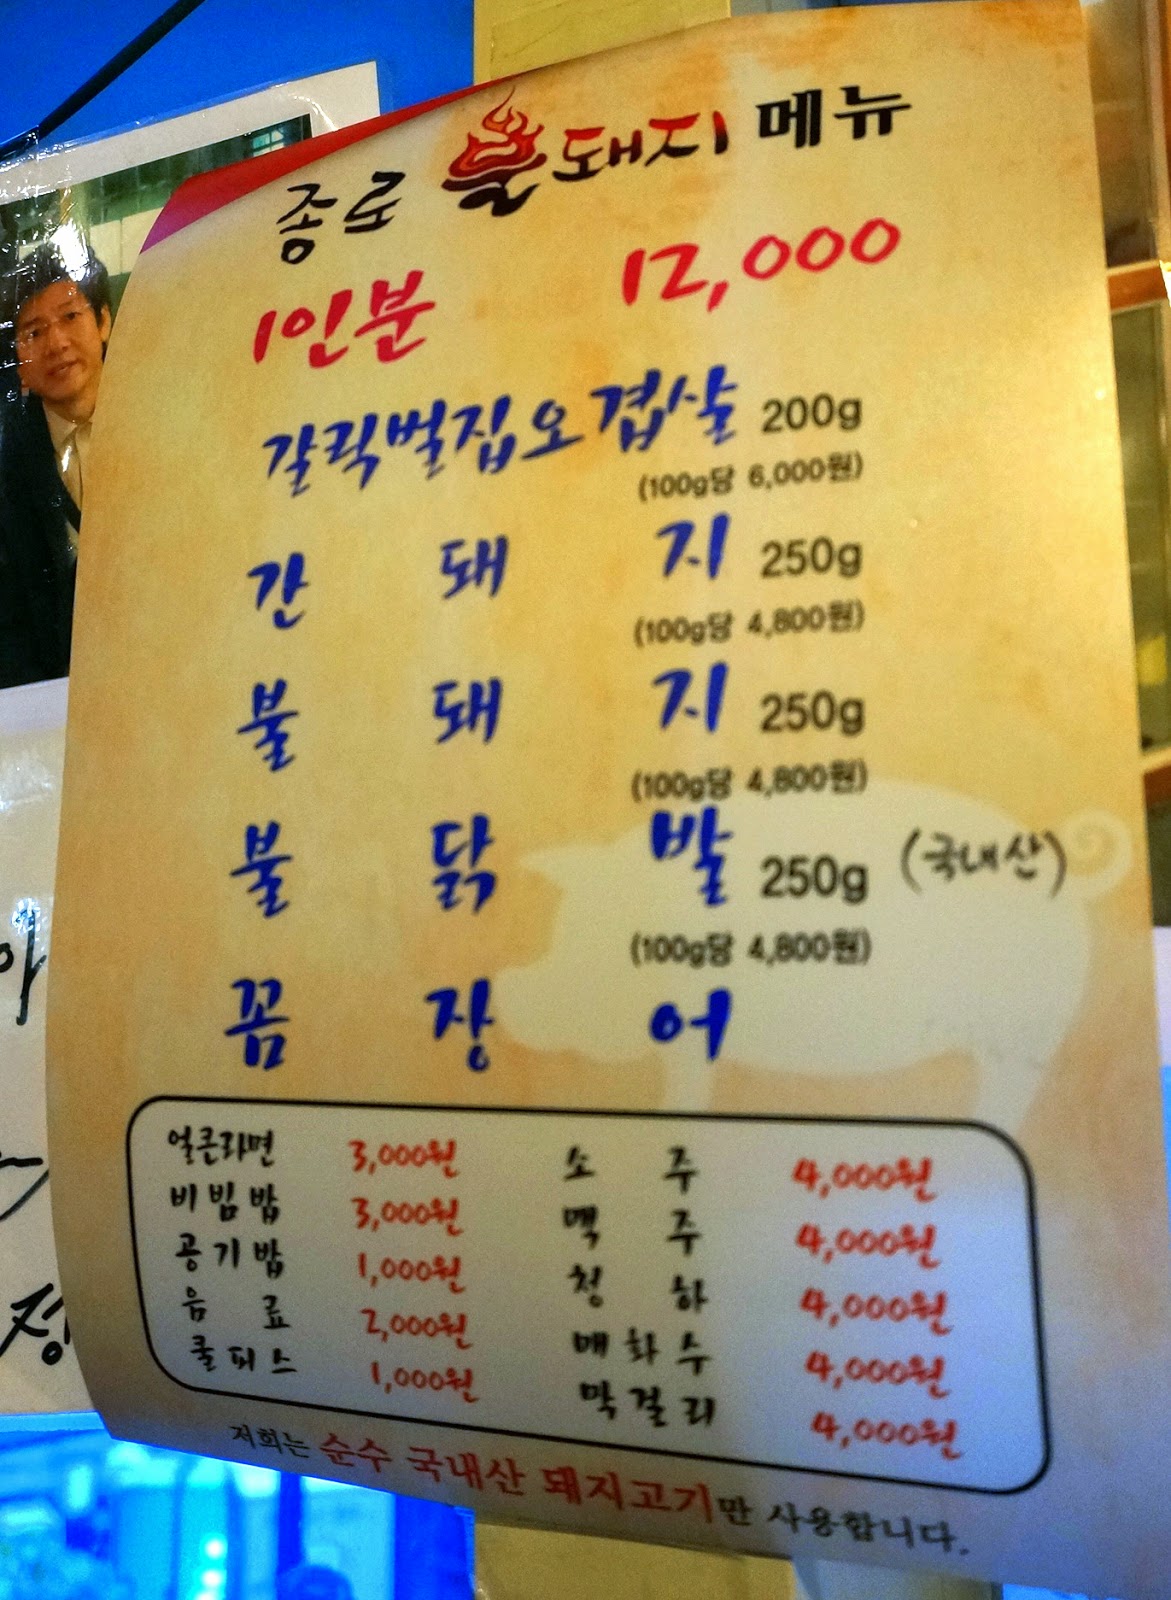 종로 불돼지 메뉴
1인분 12,000
갈릭벌집오겹살 200g
(100g당 6,000원)
간돼지 250g
(100g당 4,800원)
불돼지 250g
(100g당 4,800원)
불닭발 250g (국내산)
(100g당 4,800원)
꼼장어
얼큰라면 3,000원
비빔밥 3,000원
공기밥 1,000원
음료 2,000원
쿨피스 1,000원
소주 4,000원
맥주 4,000원
청하 4,000원
매화수 4,000원
막걸리 4,000원
저희는 순수 국내산 돼지고기만 사용합니다.